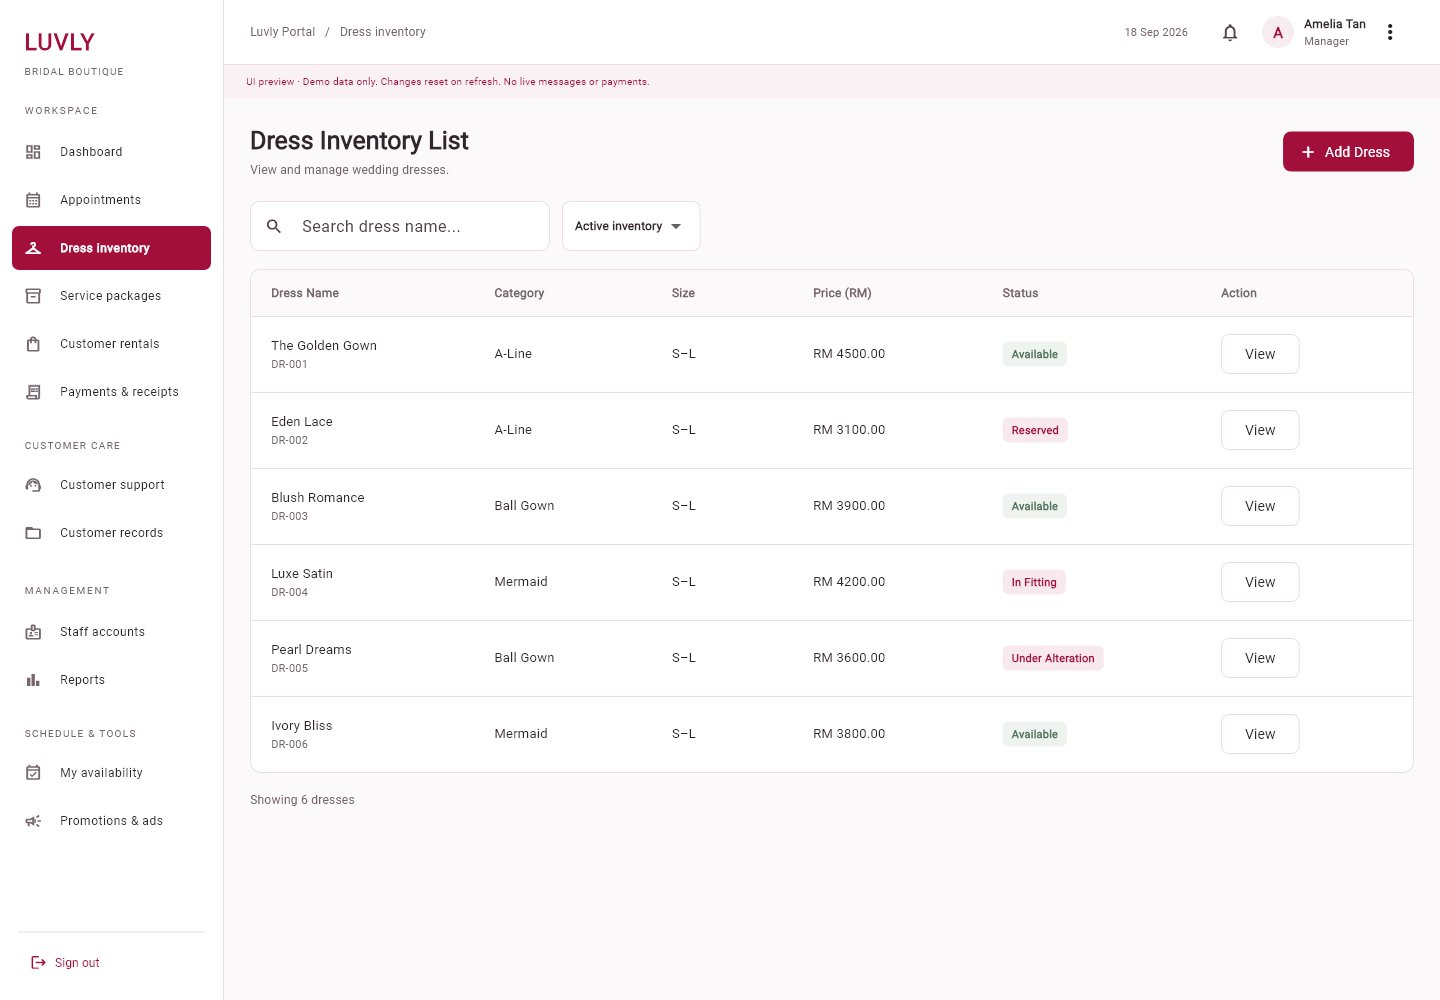 LUVLY
BRIDAL BOUTIQUE
WORKSPACE
Dashboard
Appointments
Dress inventory
Service packages
Customer rentals
Payments & receipts
CUSTOMER CARE
Customer support
Customer records
MANAGEMENT
Staff accounts
Reports
SCHEDULE & TOOLS
My availability
Promotions & ads
Sign out
Luvly Portal / Dress inventory
18 Sep 2026
A
Amelia Tan
Manager
UI preview · Demo data only. Changes reset on refresh. No live messages or payments.
Dress Inventory List
View and manage wedding dresses.
+ Add Dress
Search dress name...
Active inventory
Dress Name Category Size Price (RM) Status Action
The Golden Gown
DR-001
A-Line S–L RM 4500.00 Available View
Eden Lace
DR-002
A-Line S–L RM 3100.00 Reserved View
Blush Romance
DR-003
Ball Gown S–L RM 3900.00 Available View
Luxe Satin
DR-004
Mermaid S–L RM 4200.00 In Fitting View
Pearl Dreams
DR-005
Ball Gown S–L RM 3600.00 Under Alteration View
Ivory Bliss
DR-006
Mermaid S–L RM 3800.00 Available View
Showing 6 dresses